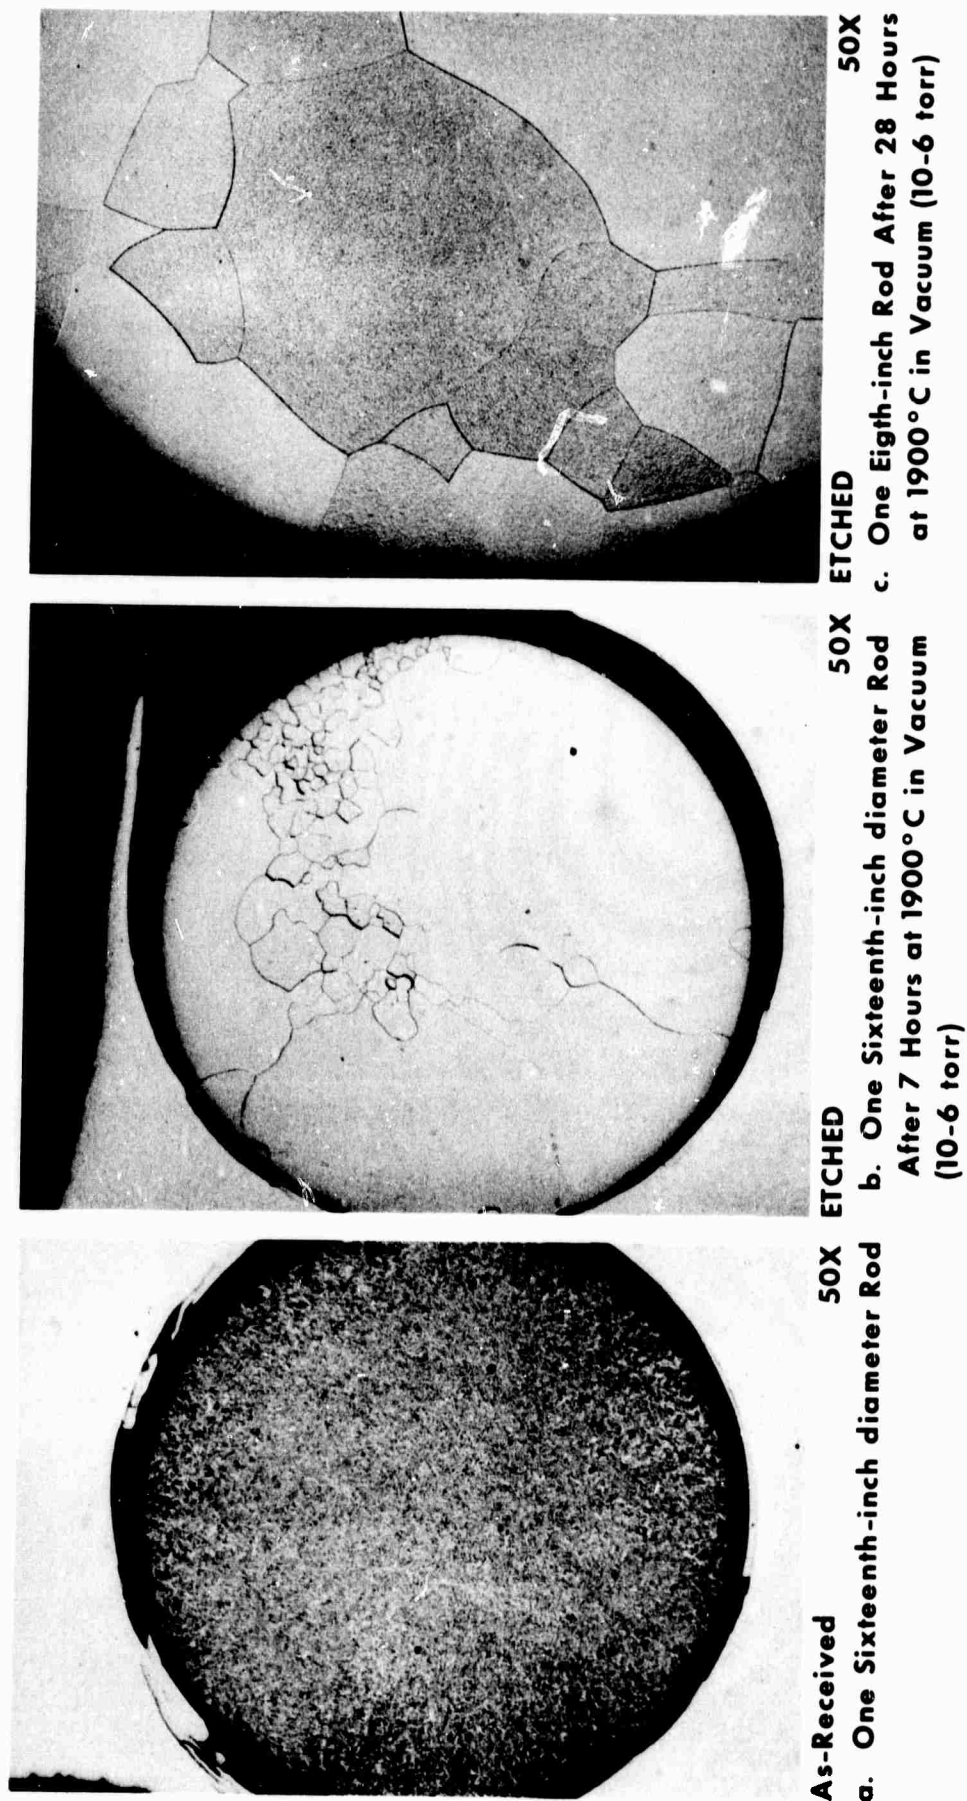 As-Received 50X
a. One Sixteenth-inch diameter Rod
ETCHED 50X
b. One Sixteenth-inch diameter Rod
After 7 Hours at 1900°C in Vacuum
(10-6 torr)
ETCHED 50X
c. One Eigth-inch Rod After 28 Hours
at 1900°C in Vacuum (10-6 torr)